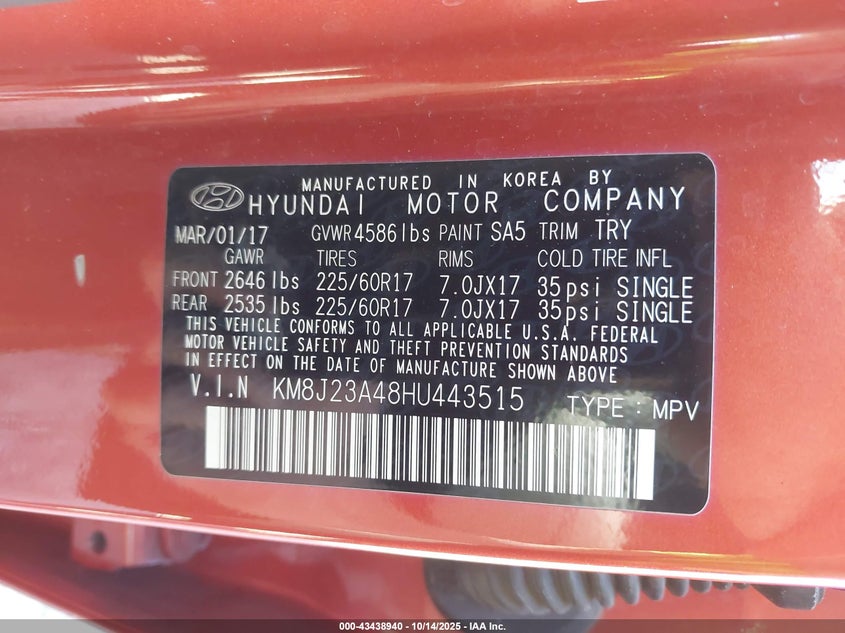 MANUFACTURED IN KOREA BY
HYUNDAI MOTOR COMPANY
MAR/01/17 GVWR 4586 lbs PAINT SA5 TRIM TRY
GAWR TIRES RIMS COLD TIRE INFL
FRONT 2646 lbs 225/60R17 7.0JX17 35psi SINGLE
REAR 2535 lbs 225/60R17 7.0JX17 35psi SINGLE
THIS VEHICLE CONFORMS TO ALL APPLICABLE U.S.A. FEDERAL
MOTOR VEHICLE SAFETY AND THEFT PREVENTION STANDARDS
IN EFFECT ON THE DATE OF MANUFACTURE SHOWN ABOVE
V.I.N KM8J23A48HU443515 TYPE : MPV
000-43438940 - 10/14/2025 - IAA Inc.